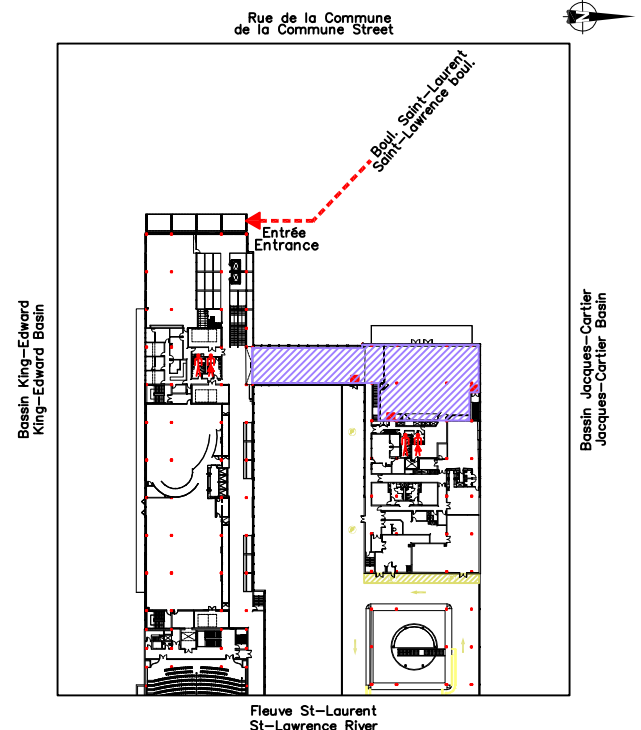 Rue de la Commune
de la Commune Street
N
Boul. Saint-Laurent
Saint-Lawrence boul.
Entrée
Entrance
Bassin King-Edward
King-Edward Basin
Bassin Jacques-Cartier
Jacques-Cartier Basin
Fleuve St-Laurent
St-Lawrence River